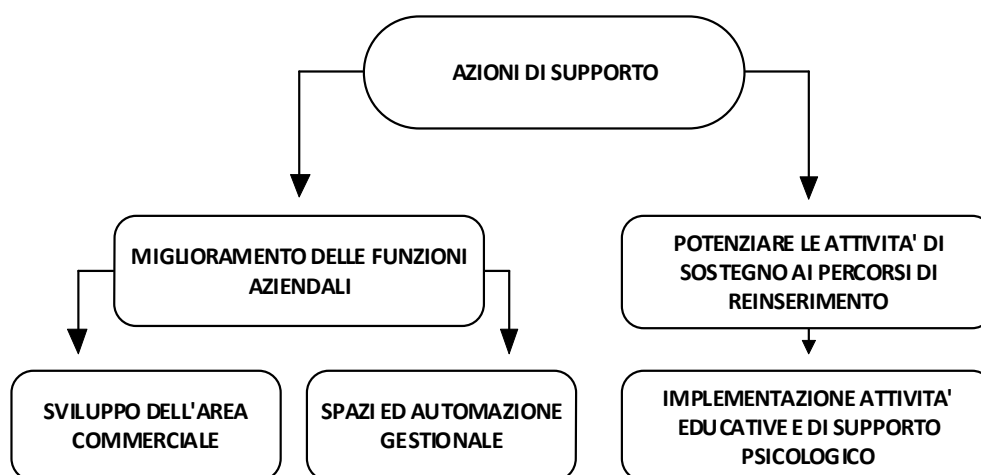 AZIONI DI SUPPORTO
MIGLIORAMENTO DELLE FUNZIONI
AZIENDALI
POTENZIARE LE ATTIVITA' DI
SOSTEGNO AI PERCORSI DI
REINSERIMENTO
SVILUPPO DELL'AREA
COMMERCIALE
SPAZI ED AUTOMAZIONE
GESTIONALE
IMPLEMENTAZIONE ATTIVITA'
EDUCATIVE E DI SUPPORTO
PSICOLOGICO